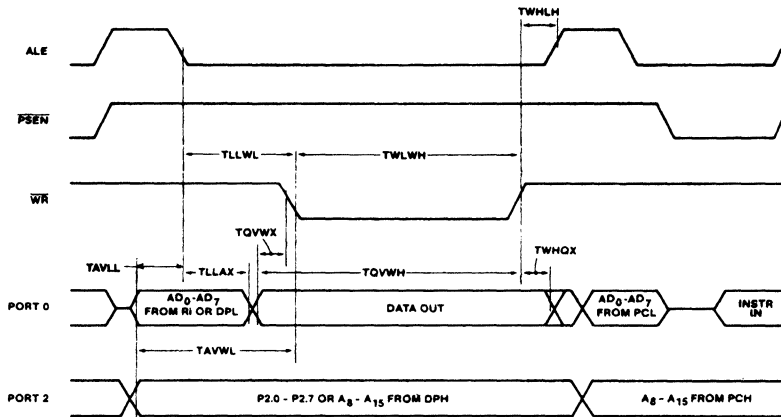 TWHLH
ALE
PSEN
TLLWL
TWLWH
WR
TQVWX
TWHQX
TAVLL
TLLAX
TQVWH
PORT 0
AD0-AD7
FROM RI OR DPL
DATA OUT
AD0-AD7
FROM PCL
INSTR
IN
TAVWL
PORT 2
P2.0 - P2.7 OR A8 - A15 FROM DPH
A8 - A15 FROM PCH